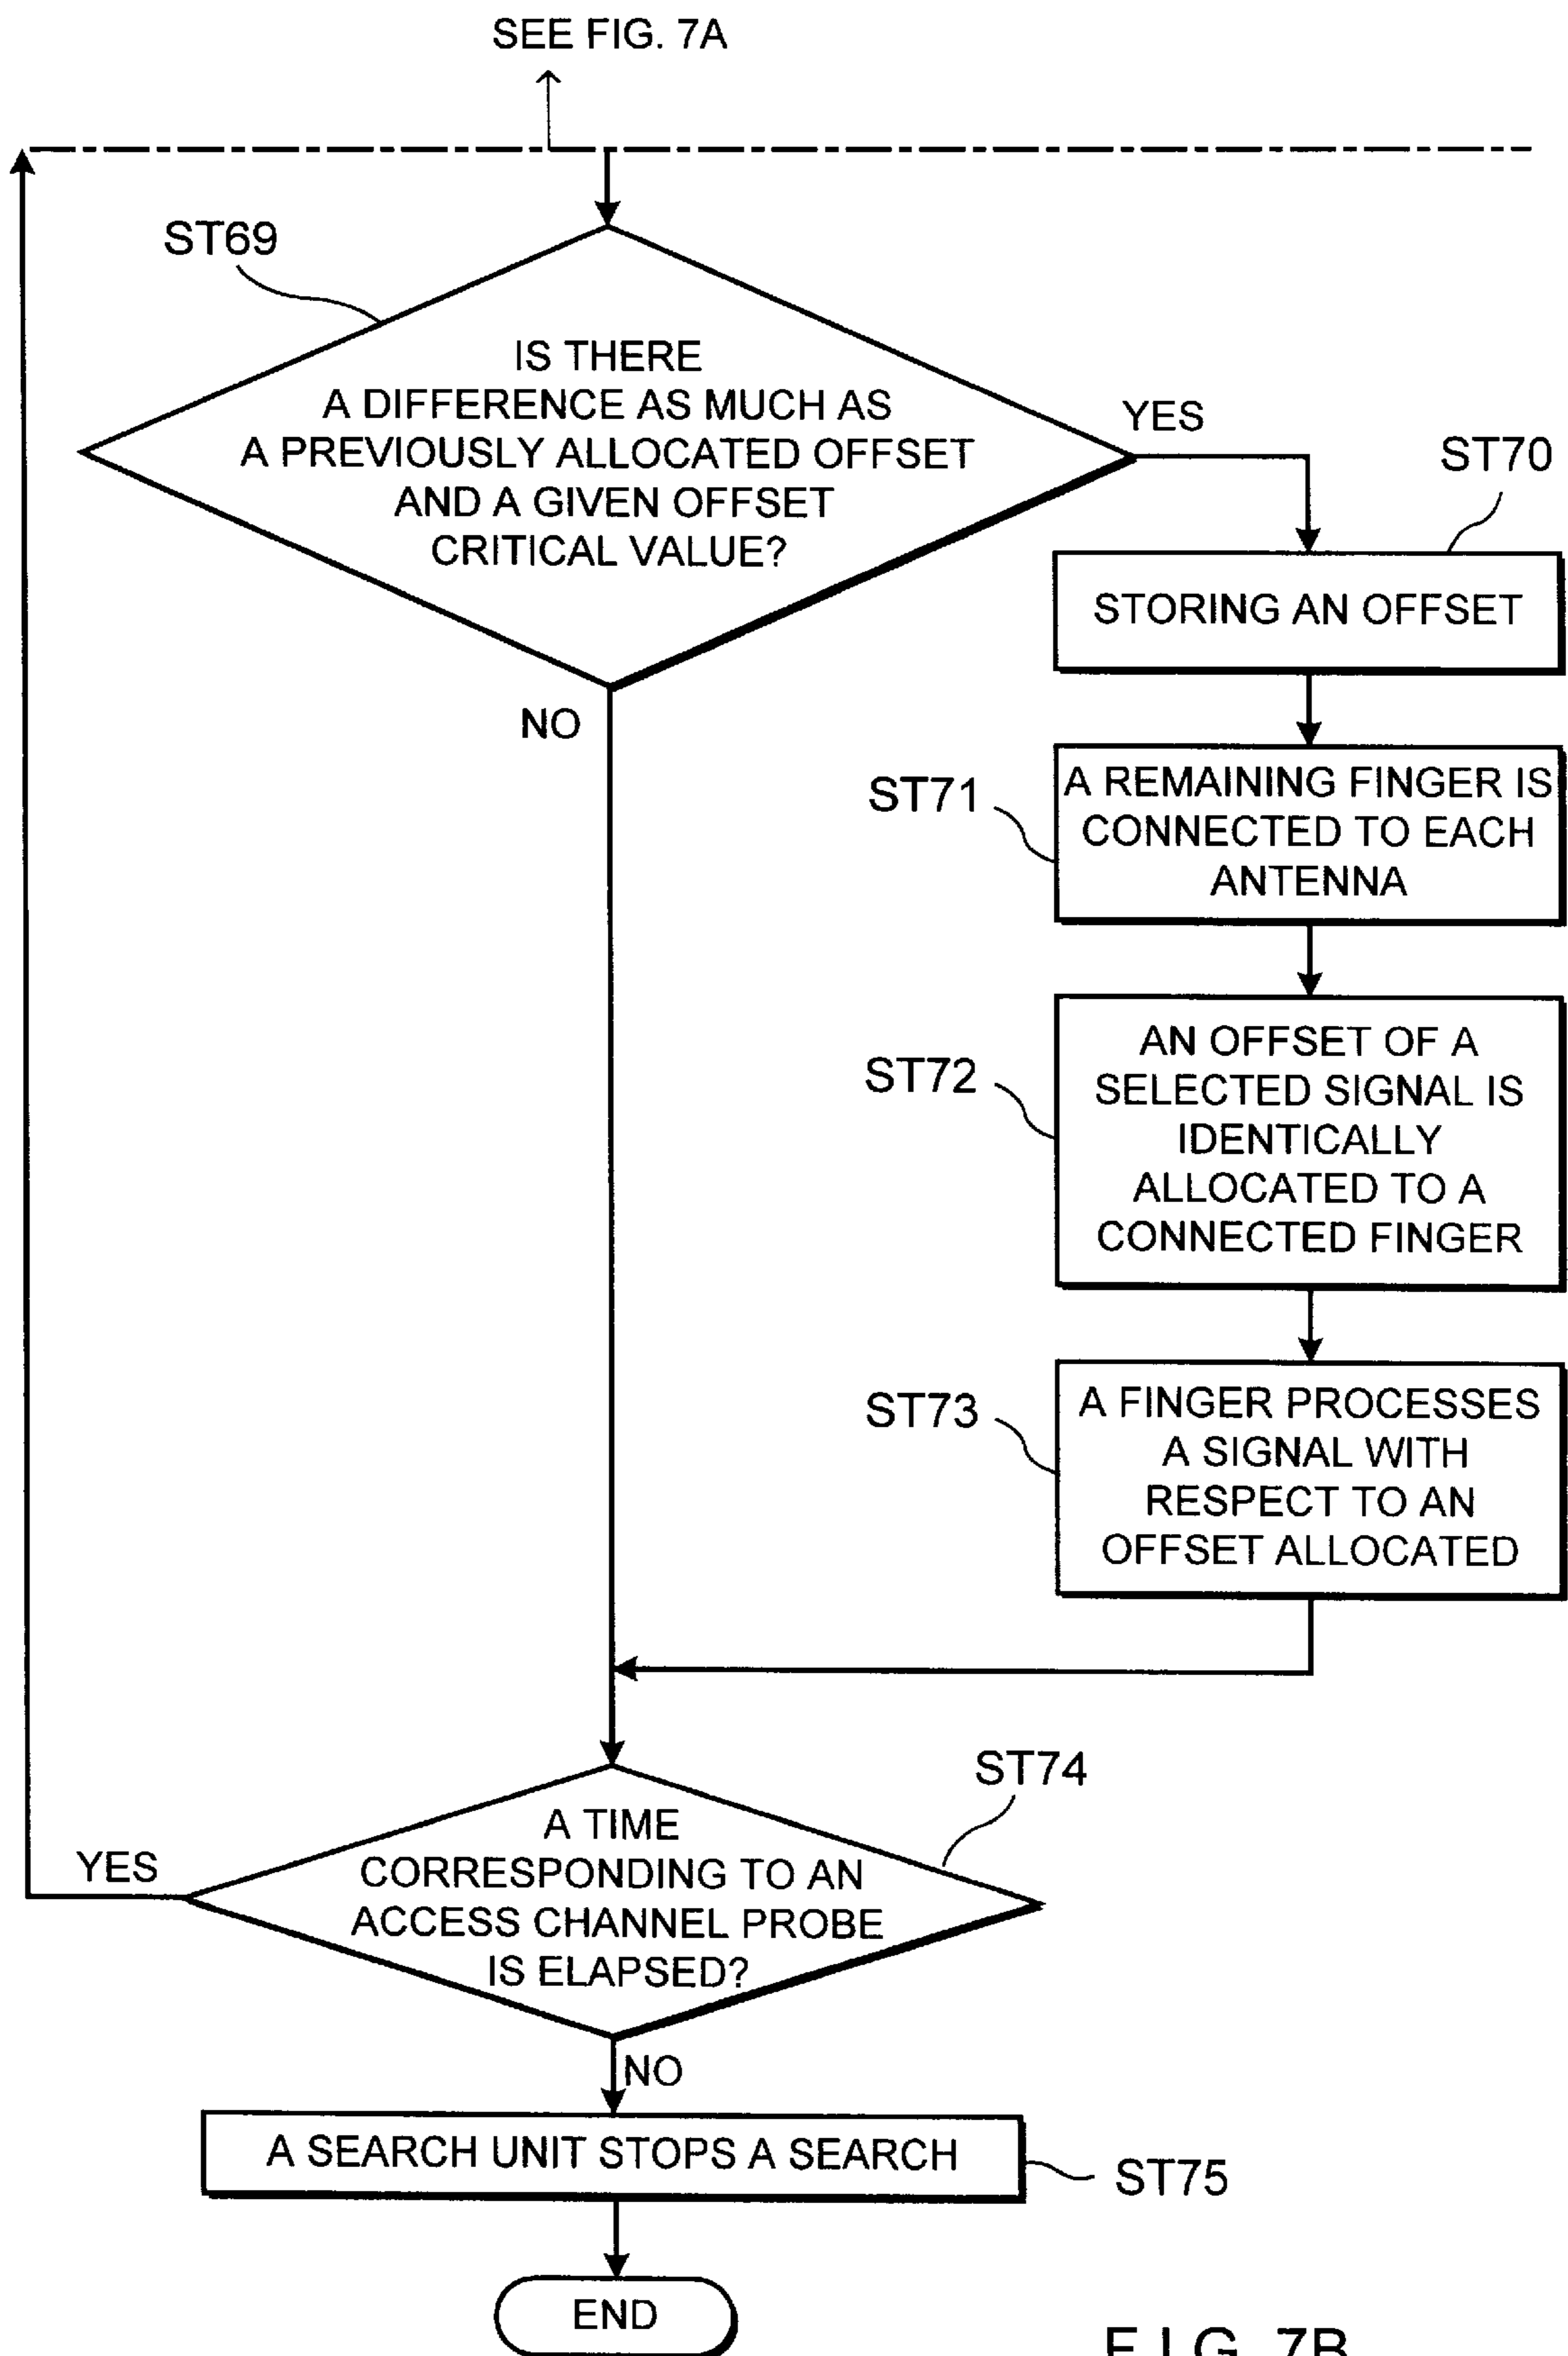 SEE FIG. 7A
ST69
IS THERE
A DIFFERENCE AS MUCH AS
A PREVIOUSLY ALLOCATED OFFSET
AND A GIVEN OFFSET
CRITICAL VALUE?
YES
ST70
STORING AN OFFSET
NO
ST71
A REMAINING FINGER IS
CONNECTED TO EACH
ANTENNA
ST72
AN OFFSET OF A
SELECTED SIGNAL IS
IDENTICALLY
ALLOCATED TO A
CONNECTED FINGER
ST73
A FINGER PROCESSES
A SIGNAL WITH
RESPECT TO AN
OFFSET ALLOCATED
ST74
A TIME
CORRESPONDING TO AN
ACCESS CHANNEL PROBE
IS ELAPSED?
YES
NO
A SEARCH UNIT STOPS A SEARCH
ST75
END
FIG. 7B